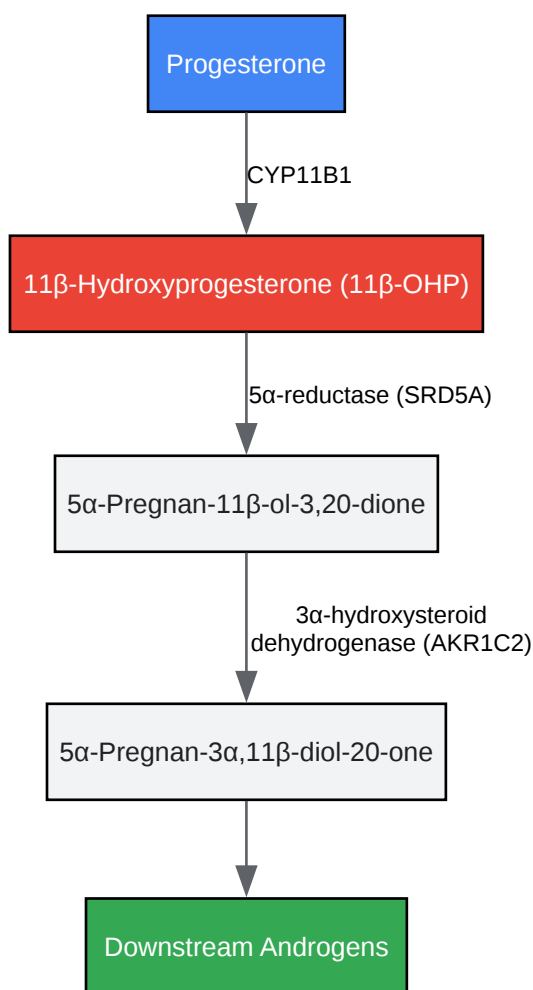 Progesterone
CYP11B1
11β-Hydroxyprogesterone (11β-OHP)
5α-reductase (SRD5A)
5α-Pregnan-11β-ol-3,20-dione
3α-hydroxysteroid
dehydrogenase (AKR1C2)
5α-Pregnan-3α,11β-diol-20-one
Downstream Androgens